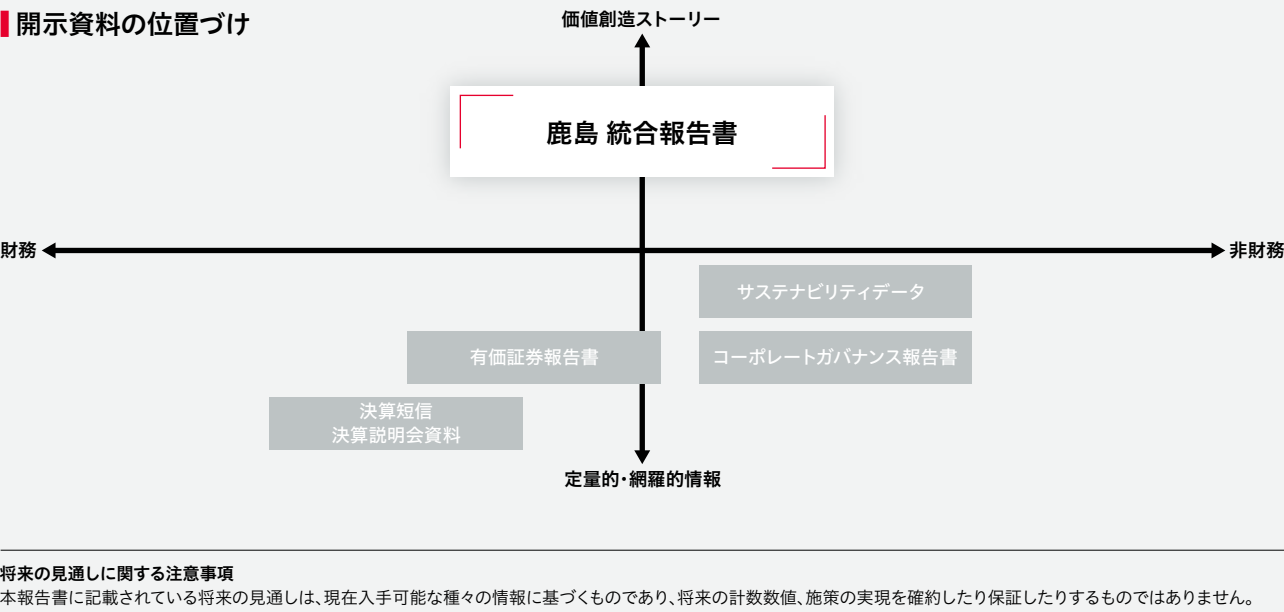 開示資料の位置づけ
価値創造ストーリー
鹿島 統合報告書
財務
非財務
サステナビリティデータ
有価証券報告書
コーポレートガバナンス報告書
決算短信
決算説明会資料
定量的・網羅的情報
将来の見通しに関する注意事項
本報告書に記載されている将来の見通しは、現在入手可能な種々の情報に基づくものであり、将来の計数数値、施策の実現を確約したり保証したりするものではありません。